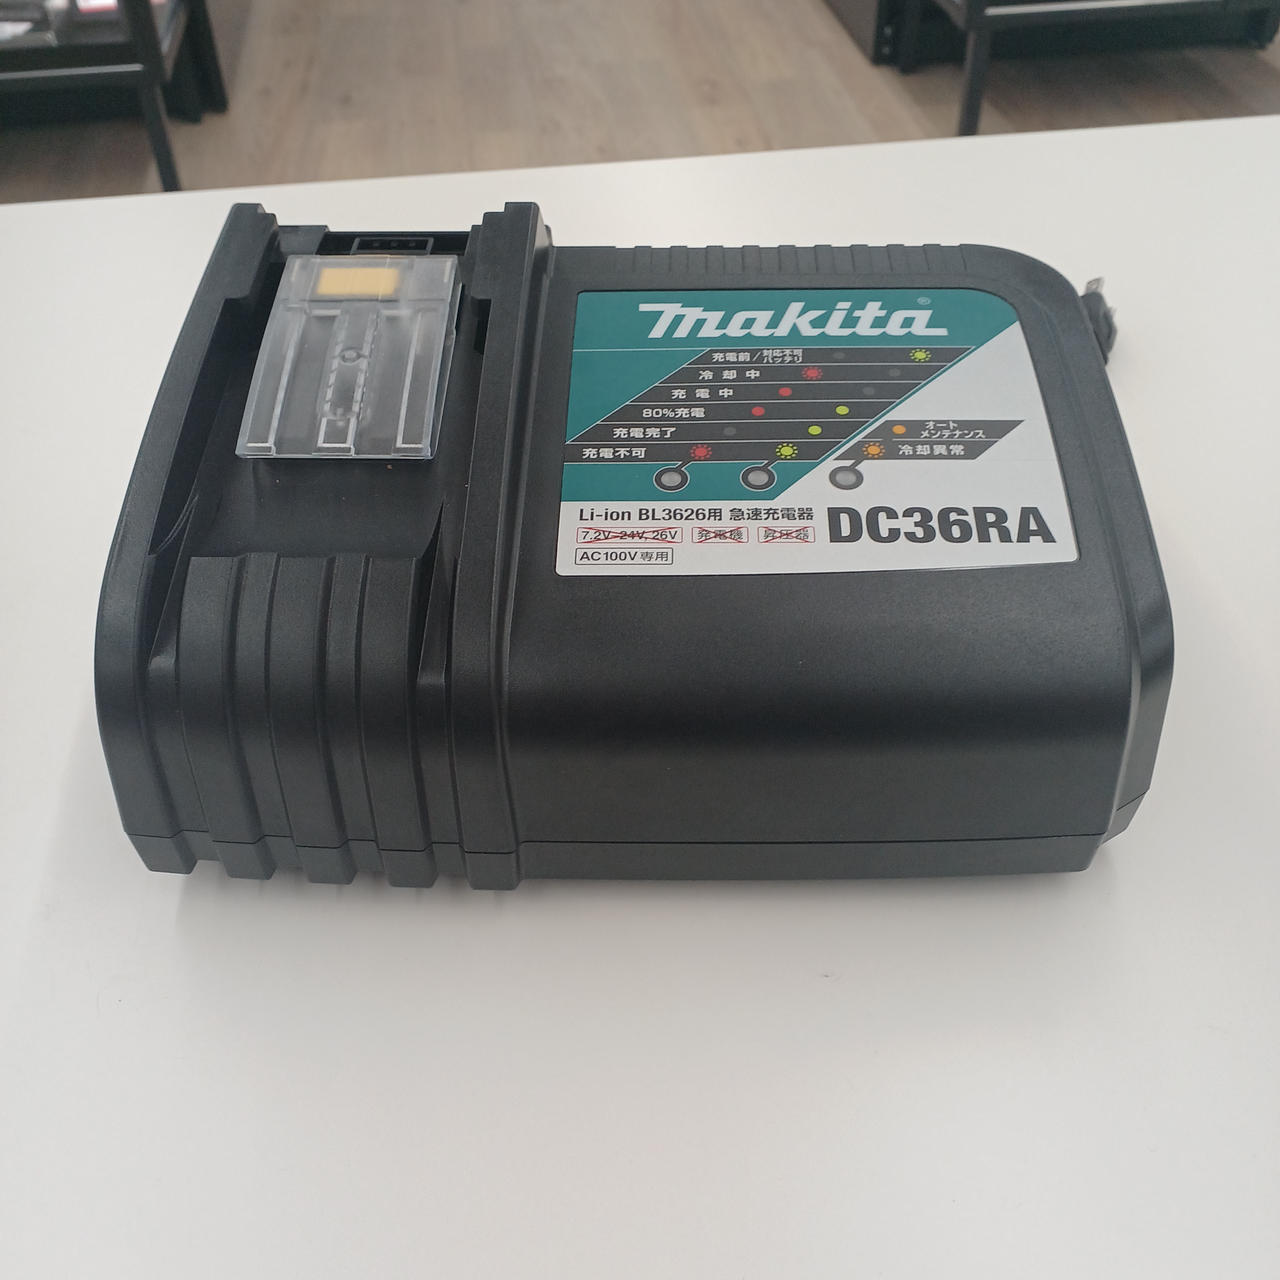 makita®
充電前/対応不可バッテリ
冷却中
充電中
80%充電
充電完了
充電不可
オートメンテナンス
冷却異常
Li-ion BL3626用 急速充電器 DC36RA
7.2V-24V, 26V 発電機 昇圧器
AC100V専用